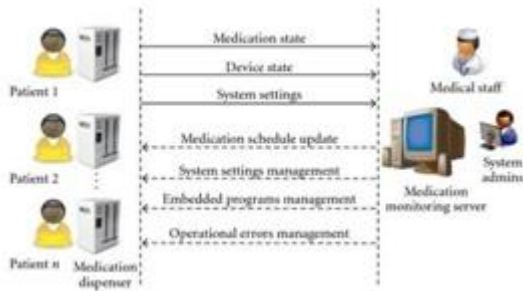 Medication state
Device state
System settings
Medication schedule update
System settings management
Embedded programs management
Operational errors management
Patient 1
Patient 2
Patient n
Medication
dispenser
Medical staff
System
admins
Medication
monitoring server